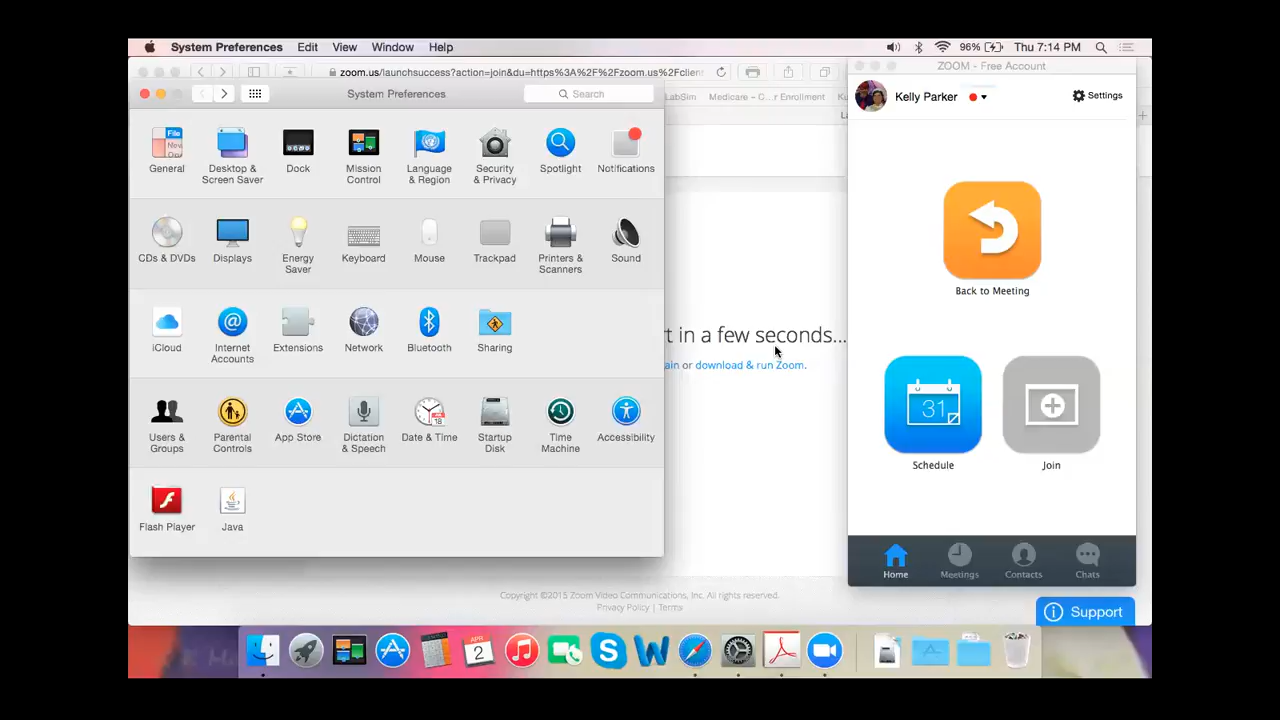 System Preferences Edit View Window Help
96% Thu 7:14 PM
zoom.us/launchsuccess?action=join&du=https%3A%2F%2Fzoom.us%2Fclien
System Preferences
Search
LabSim Medicare - C...r Enrollment
General
Desktop &
Screen Saver
Dock
Mission
Control
Language
& Region
Security
& Privacy
Spotlight
Notifications
CDs & DVDs
Displays
Energy
Saver
Keyboard
Mouse
Trackpad
Printers &
Scanners
Sound
iCloud
Internet
Accounts
Extensions
Network
Bluetooth
Sharing
Users &
Groups
Parental
Controls
App Store
Dictation
& Speech
Date & Time
18
Startup
Disk
Time
Machine
Accessibility
Flash Player
Java
t in a few seconds...
ain or download & run Zoom.
ZOOM - Free Account
Kelly Parker
Settings
Back to Meeting
31
Schedule
Join
Home
Meetings
Contacts
Chats
Copyright ©2015 Zoom Video Communications, Inc. All rights reserved.
Privacy Policy | Terms
Support
APR
2